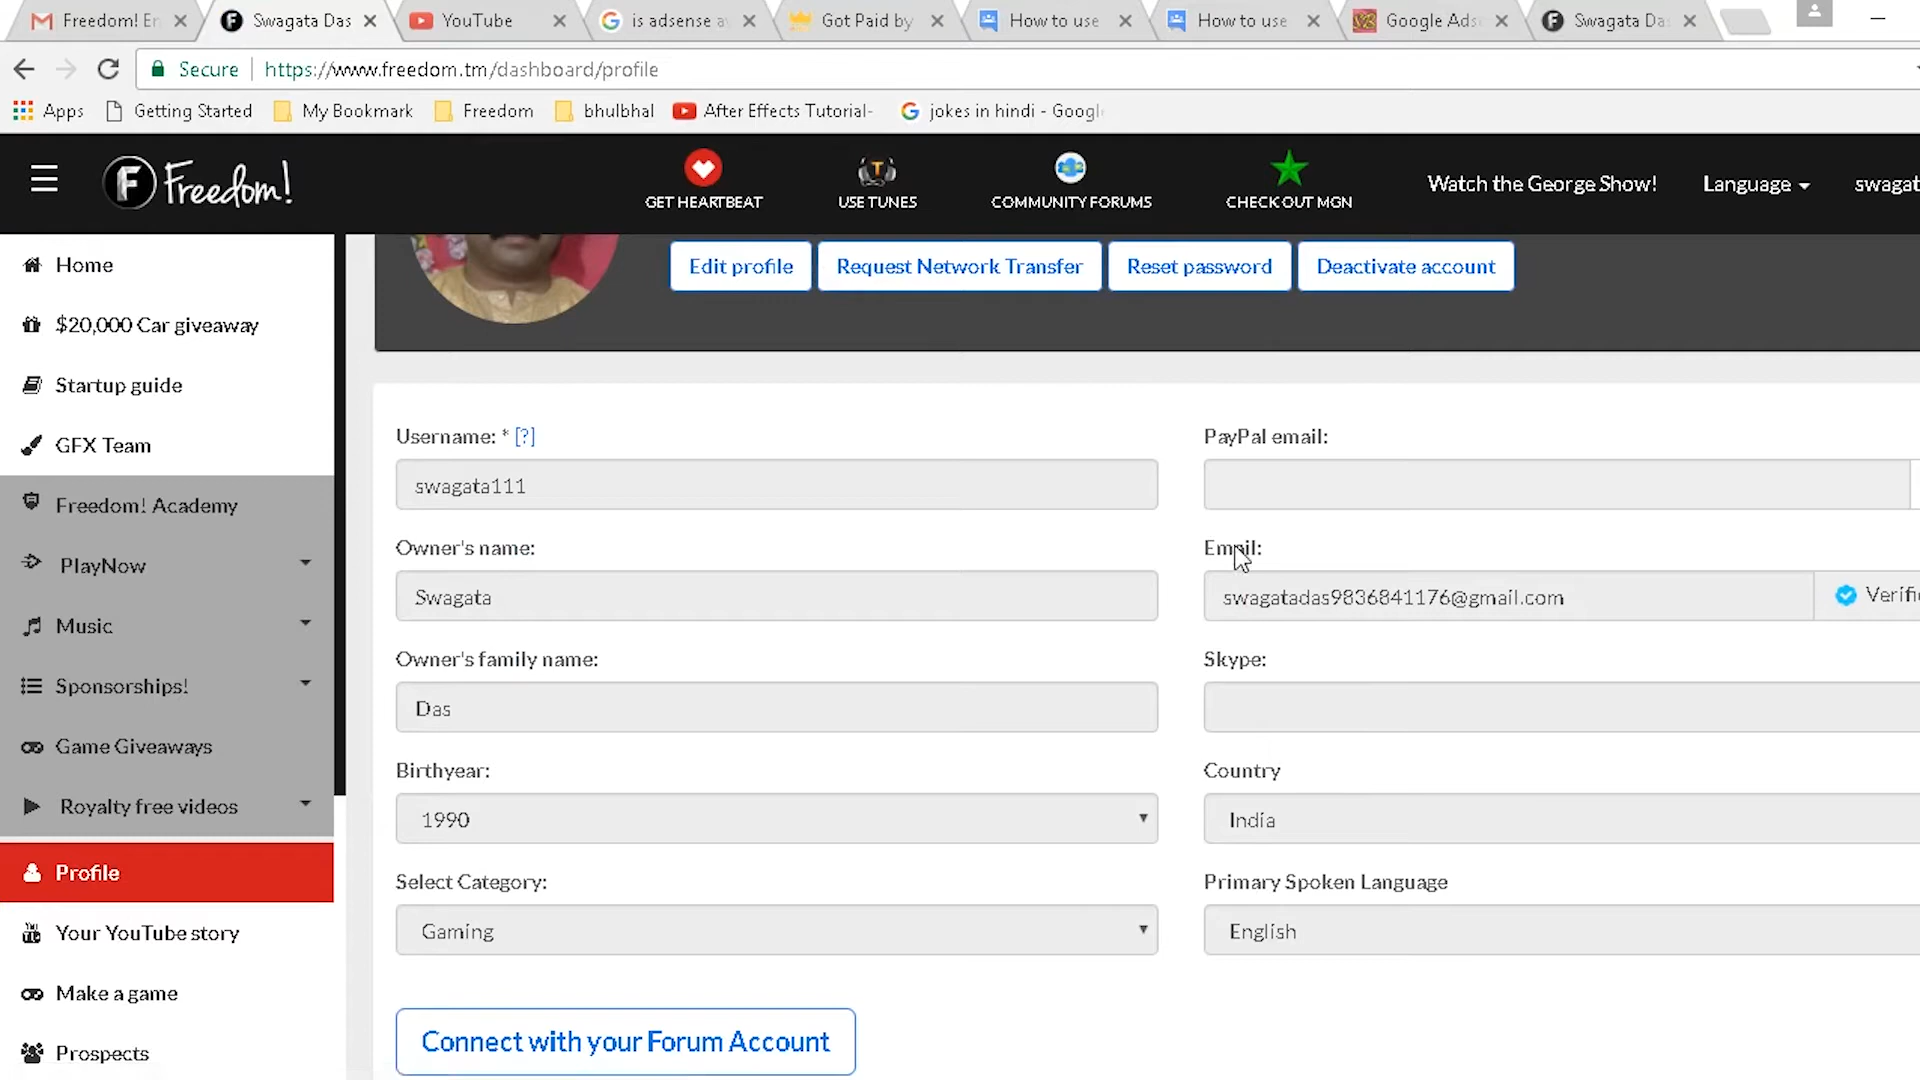 Freedom! En
Swagata Das
YouTube
is adsense a
Got Paid by
How to use
How to use
Google Ads
Swagata Da
Secure
https://www.freedom.tm/dashboard/profile
Apps
Getting Started
My Bookmark
Freedom
bhulbhal
After Effects Tutorial-
jokes in hindi - Google
F Freedom!
GET HEARTBEAT
USE TUNES
COMMUNITY FORUMS
CHECK OUT MGN
Watch the George Show!
Language
swagat
Home
$20,000 Car giveaway
Startup guide
GFX Team
Freedom! Academy
PlayNow
Music
Sponsorships!
Game Giveaways
Royalty free videos
Profile
Your YouTube story
Make a game
Prospects
Edit profile
Request Network Transfer
Reset password
Deactivate account
Username: * [?]
swagata111
Owner's name:
Swagata
Owner's family name:
Das
Birthyear:
1990
Select Category:
Gaming
Connect with your Forum Account
PayPal email:
Email:
swagatadas9836841176@gmail.com
Verifi
Skype:
Country
India
Primary Spoken Language
English